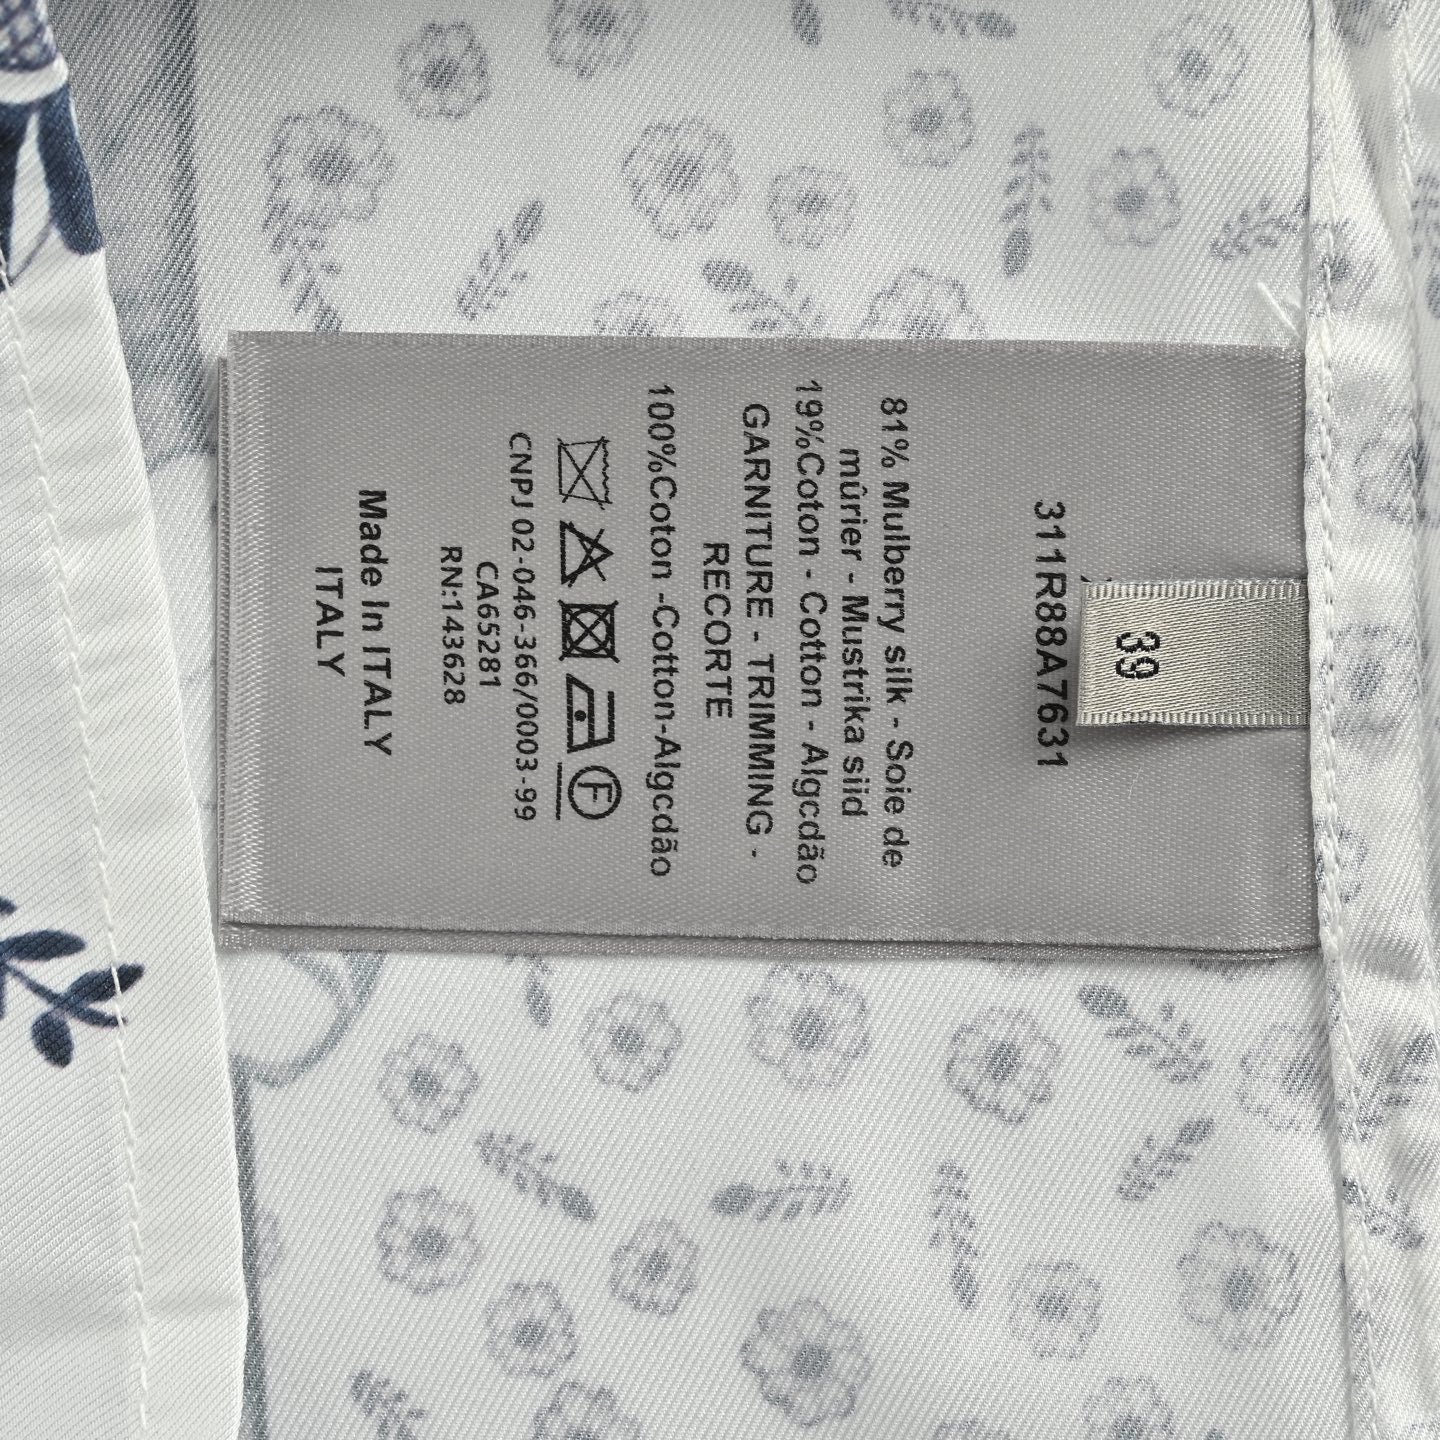 311R88A7631
39
81% Mulberry silk - Soie de
mûrier - Mustrika siid
19%Coton - Cotton - Algcdão
GARNITURE - TRIMMING -
RECORTE
100%Coton -Cotton-Algcdão
F
CNPJ 02-046-366/0003-99
CA65281
RN:143628
Made In ITALY
ITALY